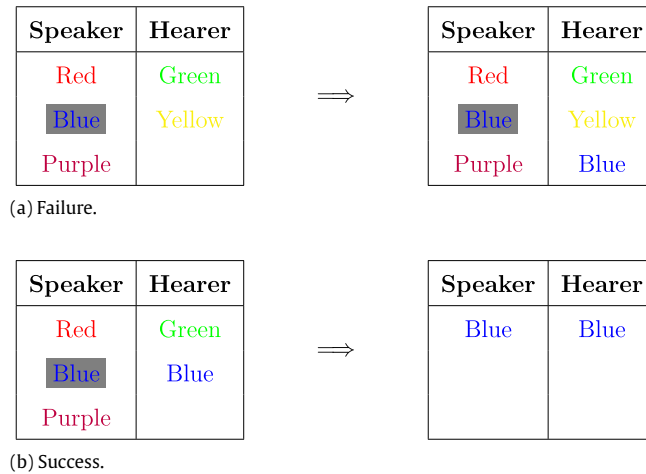 Speaker Hearer Speaker Hearer
Red Green ⟹ Red Green
Blue Yellow Blue Yellow
Purple Purple Blue
(a) Failure.
Speaker Hearer Speaker Hearer
Red Green ⟹ Blue Blue
Blue Blue
Purple
(b) Success.